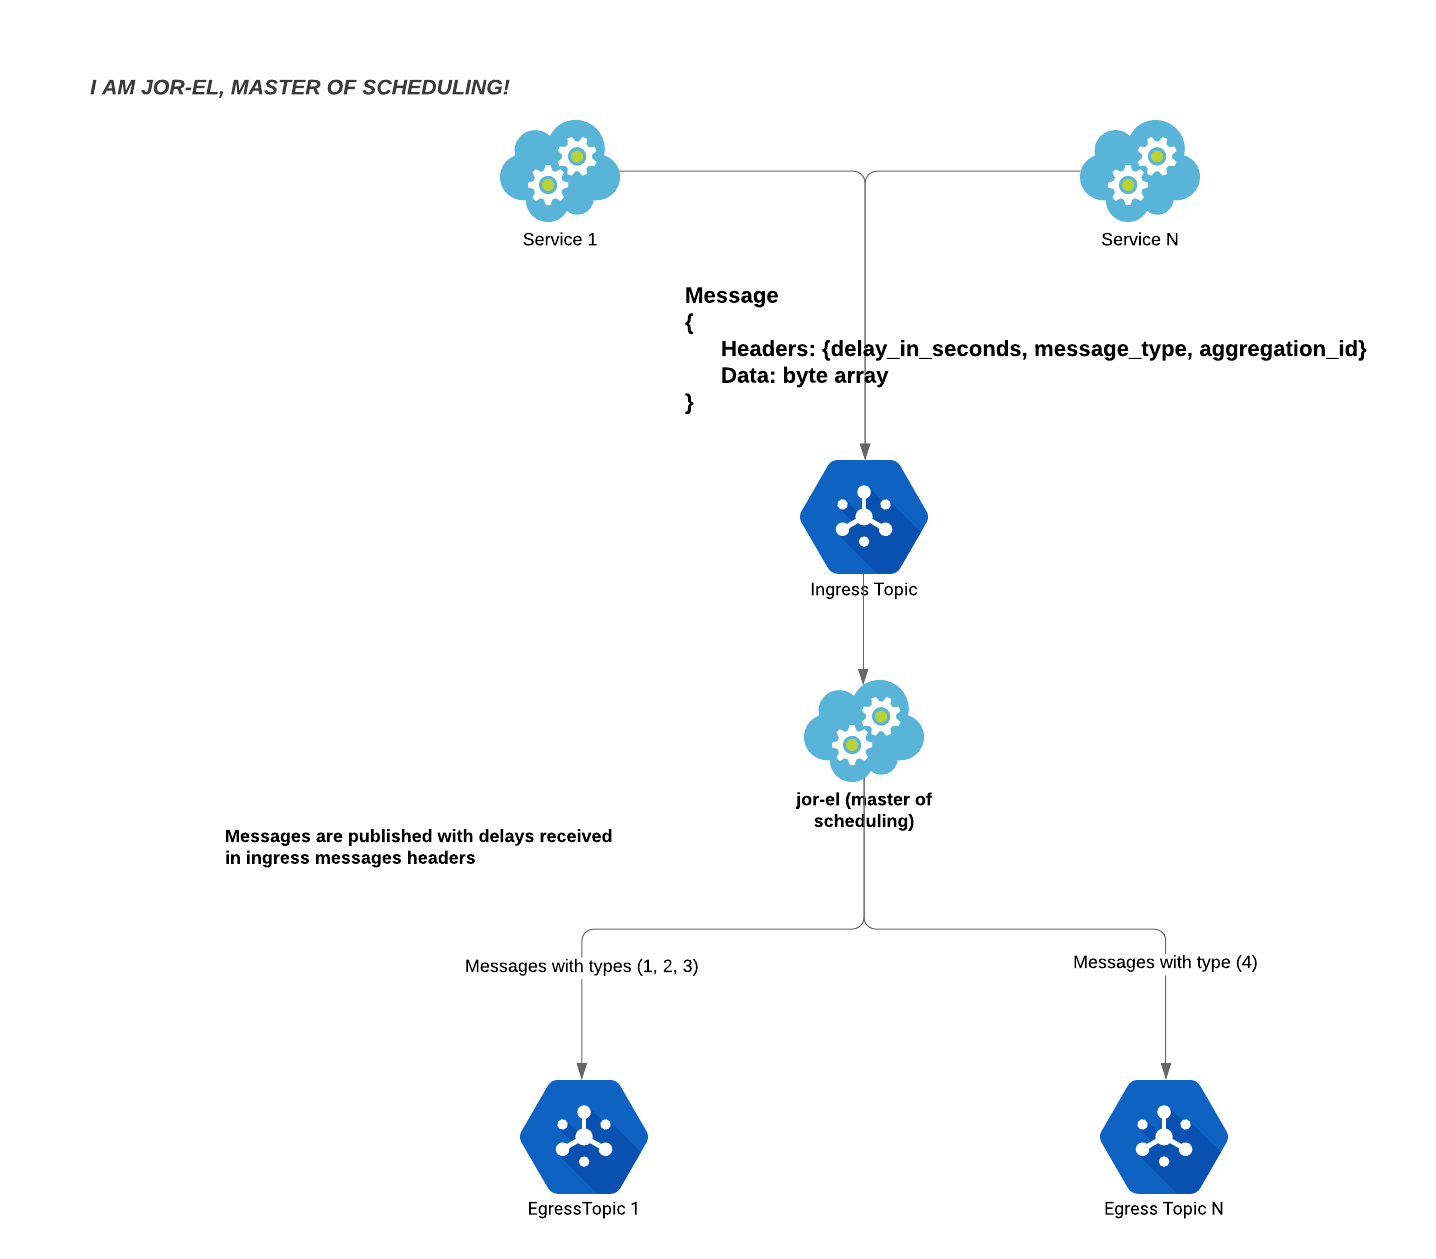 I AM JOR-EL, MASTER OF SCHEDULING!
Service 1
Service N
Message
{
Headers: {delay_in_seconds, message_type, aggregation_id}
Data: byte array
}
Ingress Topic
jor-el (master of
scheduling)
Messages are published with delays received
in ingress messages headers
Messages with types (1, 2, 3)
Messages with type (4)
EgressTopic 1
Egress Topic N